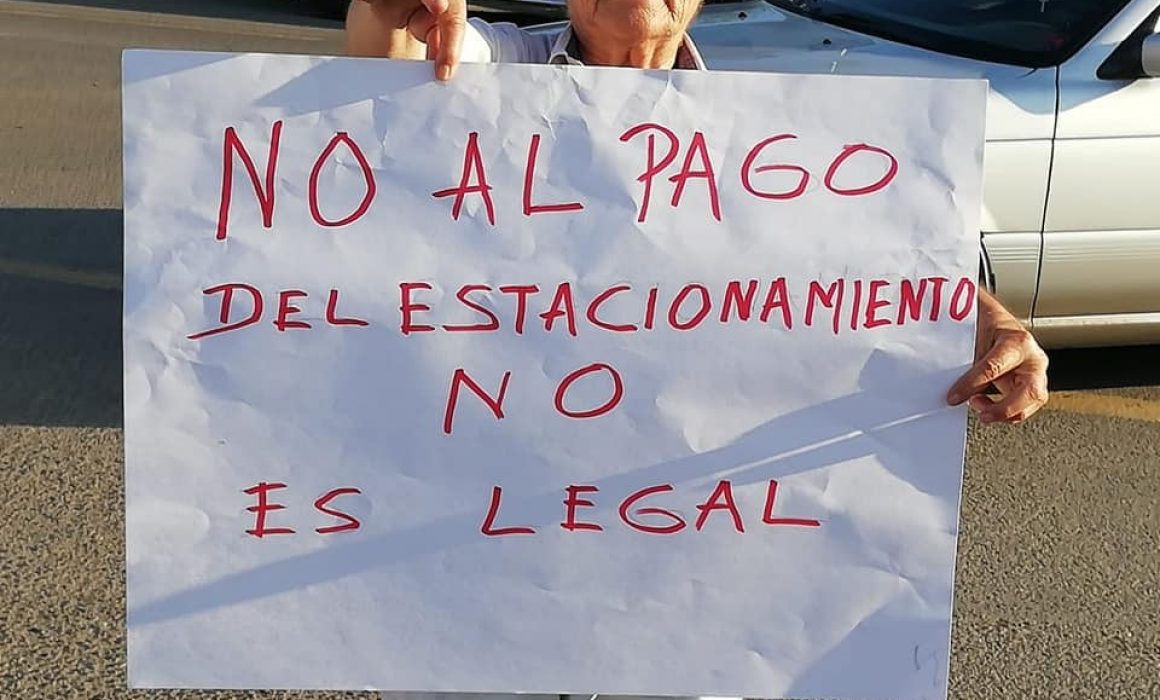 NO AL PAGO
DEL ESTACIONAMIENTO
NO
ES LEGAL